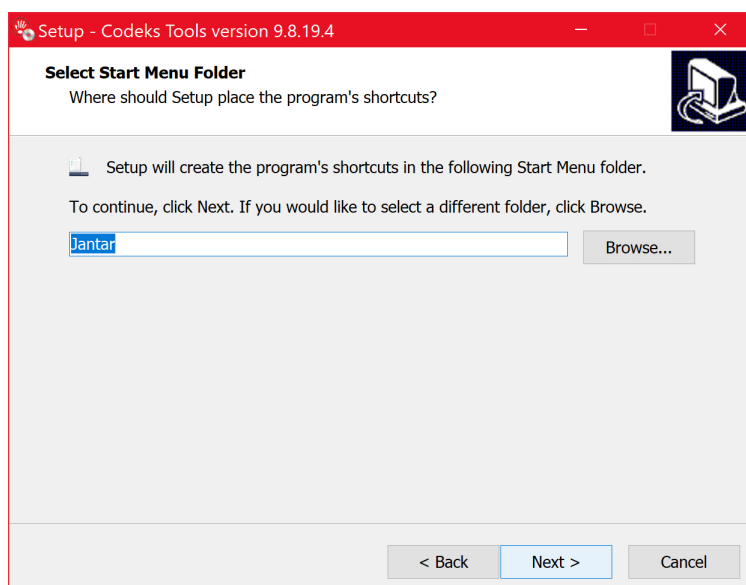 Setup - Codeks Tools version 9.8.19.4
Select Start Menu Folder
Where should Setup place the program's shortcuts?
Setup will create the program's shortcuts in the following Start Menu folder.
To continue, click Next. If you would like to select a different folder, click Browse.
Jantar
Browse...
< Back
Next >
Cancel